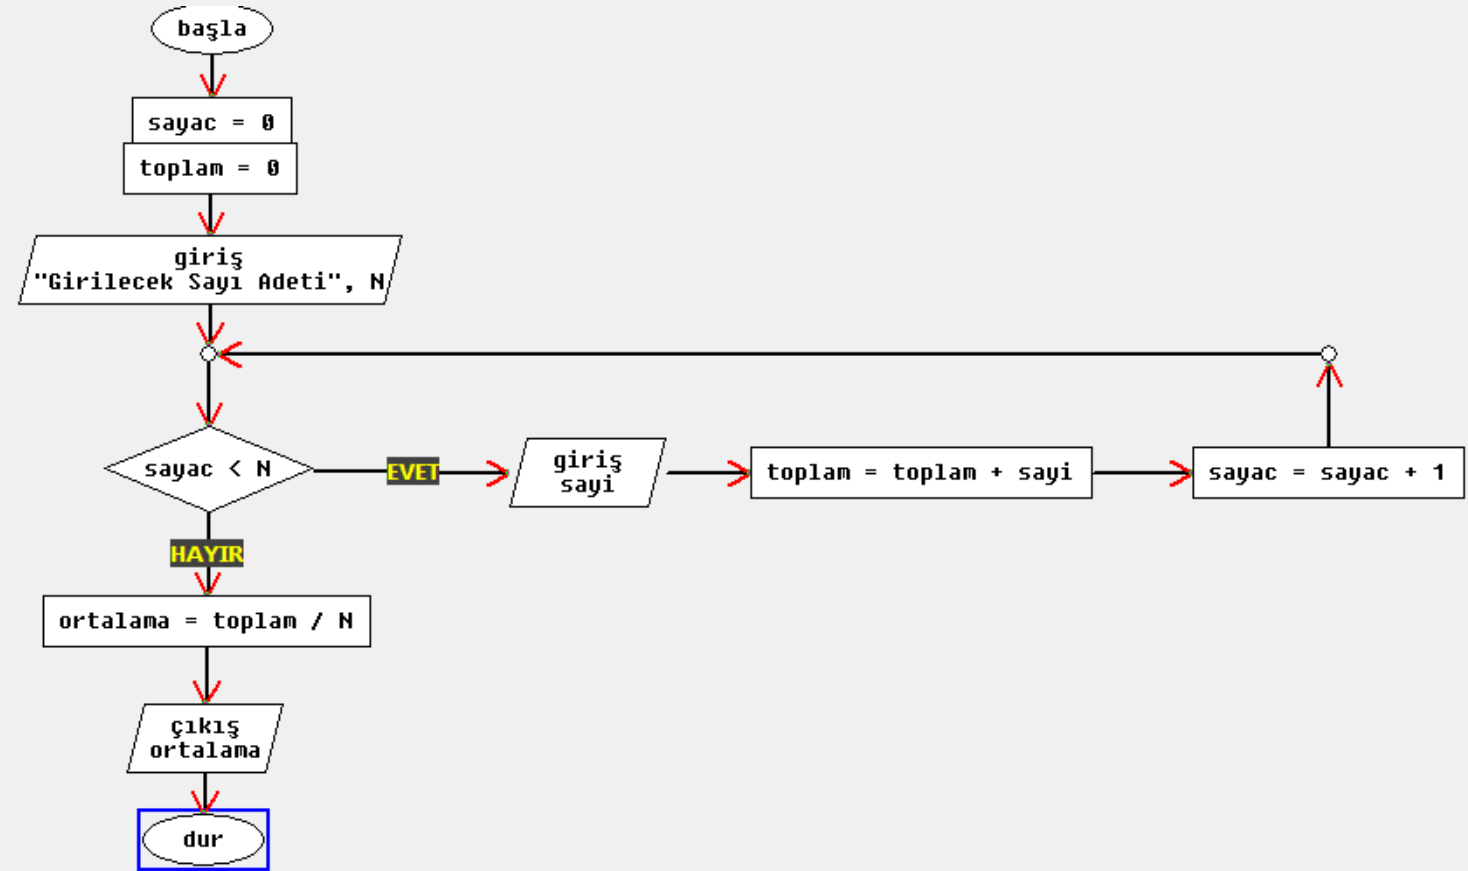 başla
sayac = 0
toplam = 0
giriş
"Girilecek Sayı Adeti", N
sayac < N
EVET
giriş
sayi
toplam = toplam + sayi
sayac = sayac + 1
HAYIR
ortalama = toplam / N
çıkış
ortalama
dur